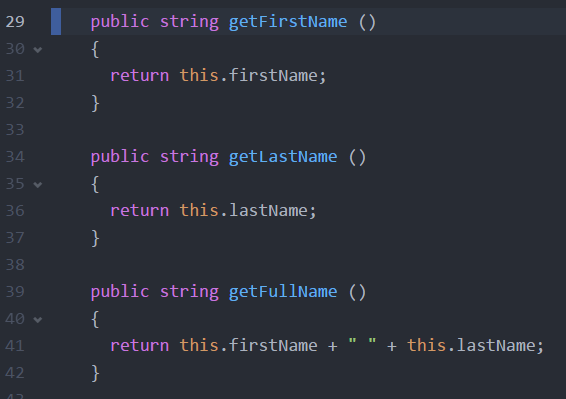 29 public string getFirstName ()
30 {
31 return this.firstName;
32 }
33
34 public string getLastName ()
35 {
36 return this.lastName;
37 }
38
39 public string getFullName ()
40 {
41 return this.firstName + " " + this.lastName;
42 }